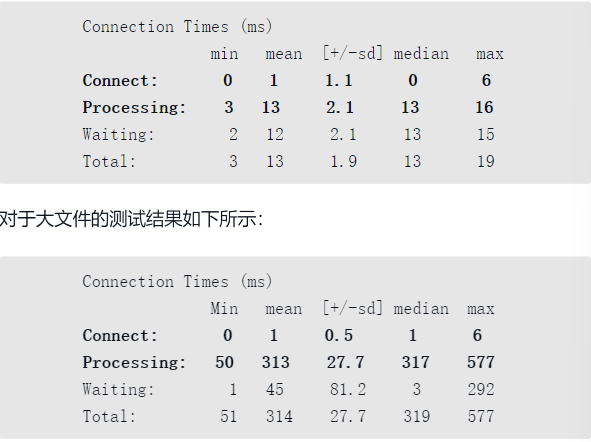 Connection Times (ms)
min mean [+/-sd] median max
Connect: 0 1 1.1 0 6
Processing: 3 13 2.1 13 16
Waiting: 2 12 2.1 13 15
Total: 3 13 1.9 13 19
对于大文件的测试结果如下所示：
Connection Times (ms)
Min mean [+/-sd] median max
Connect: 0 1 0.5 1 6
Processing: 50 313 27.7 317 577
Waiting: 1 45 81.2 3 292
Total: 51 314 27.7 319 577